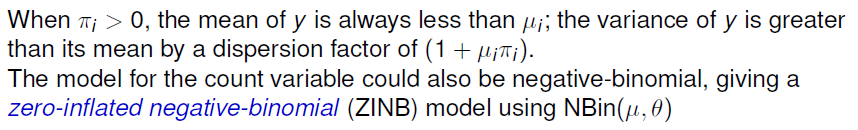 When πᵢ > 0, the mean of y is always less than μᵢ; the variance of y is greater
than its mean by a dispersion factor of (1 + μᵢπᵢ).
The model for the count variable could also be negative-binomial, giving a
zero-inflated negative-binomial (ZINB) model using NBin(μ, θ)